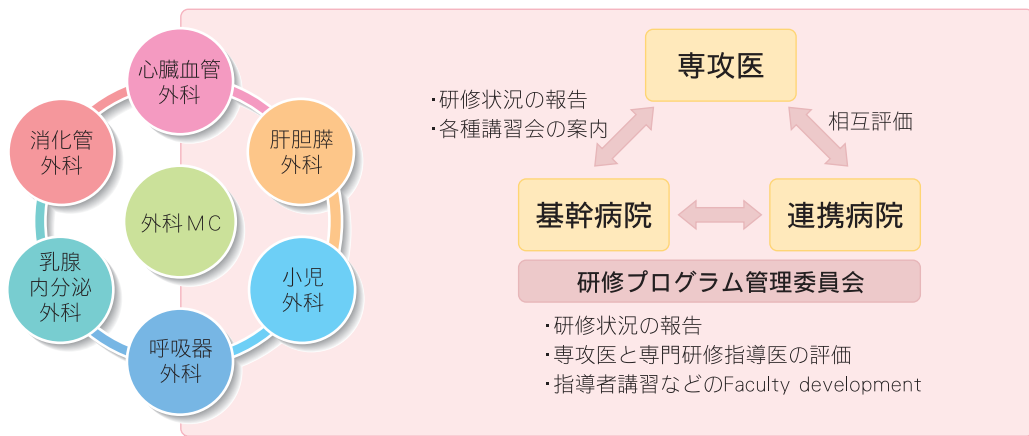 心臓血管
外科
消化管
外科
肝胆膵
外科
外科MC
乳腺
内分泌
外科
小児
外科
呼吸器
外科
専攻医
・研修状況の報告
・各種講習会の案内
相互評価
基幹病院
連携病院
研修プログラム管理委員会
・研修状況の報告
・専攻医と専門研修指導医の評価
・指導者講習などのFaculty development